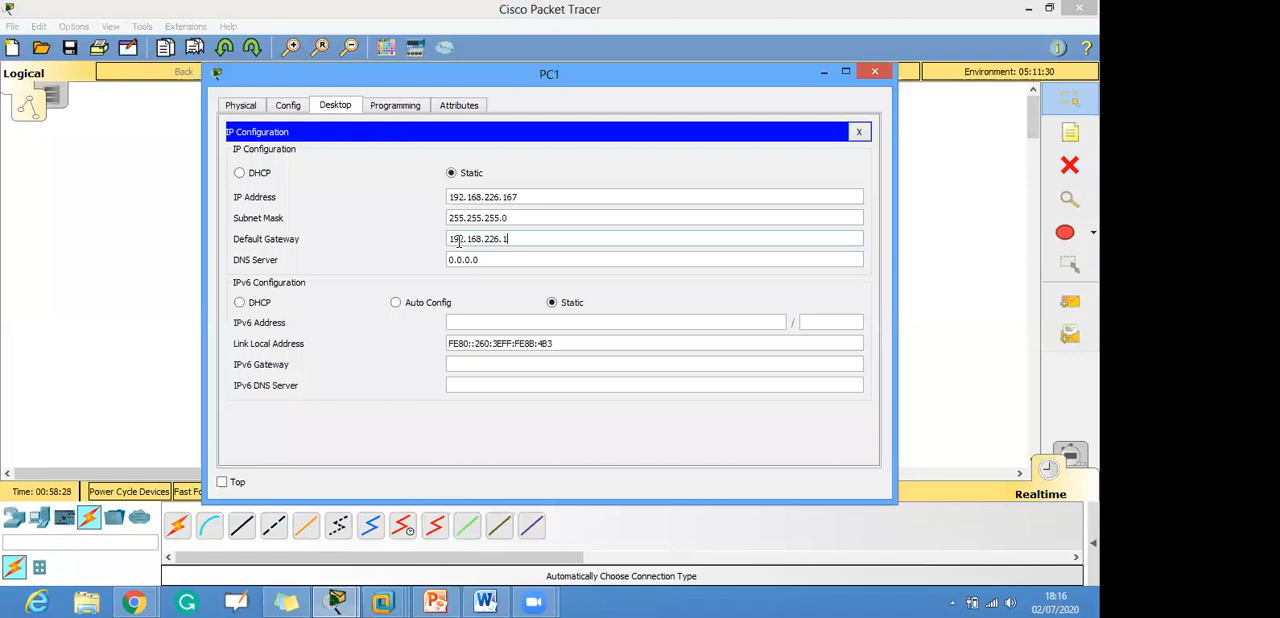 Cisco Packet Tracer
File Edit Options View Tools Extensions Help
Logical
Back
Environment: 05:11:30
PC1
Physical Config Desktop Programming Attributes
IP Configuration X
IP Configuration
DHCP Static
IP Address 192.168.226.167
Subnet Mask 255.255.255.0
Default Gateway 192.168.226.1
DNS Server 0.0.0.0
IPv6 Configuration
DHCP Auto Config Static
IPv6 Address /
Link Local Address FE80::260:3EFF:FE8B:4B3
IPv6 Gateway
IPv6 DNS Server
Top
Time: 00:58:28 Power Cycle Devices Fast Fo
Realtime
Automatically Choose Connection Type
18:16
02/07/2020